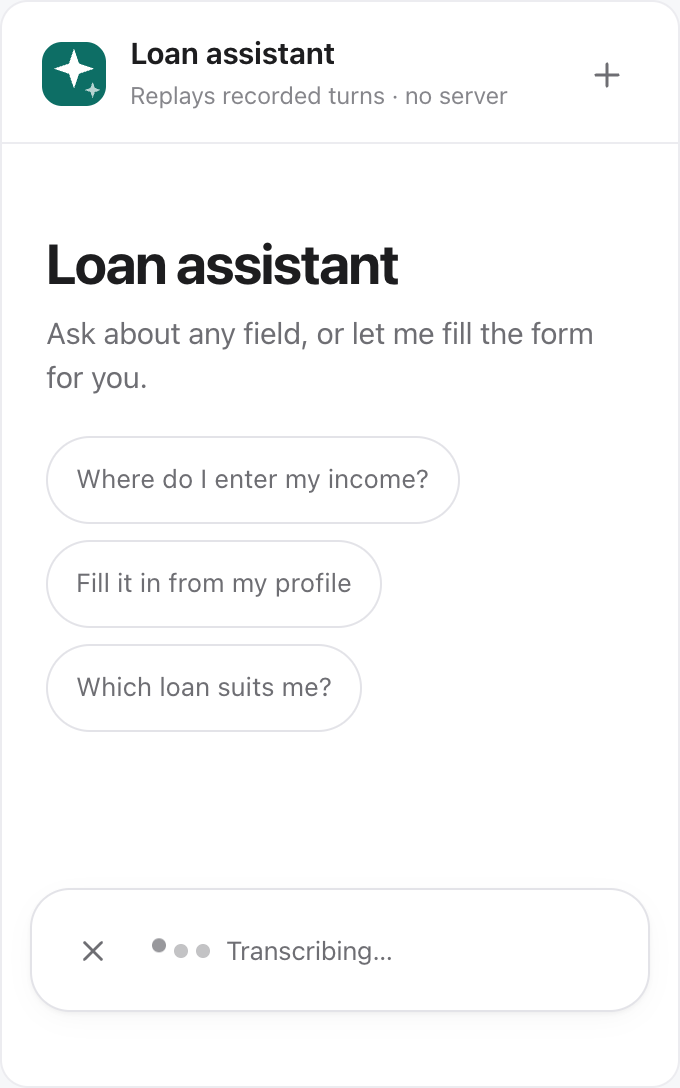 Loan assistant
Replays recorded turns · no server
Loan assistant
Ask about any field, or let me fill the form
for you.
Where do I enter my income?
Fill it in from my profile
Which loan suits me?
Transcribing…